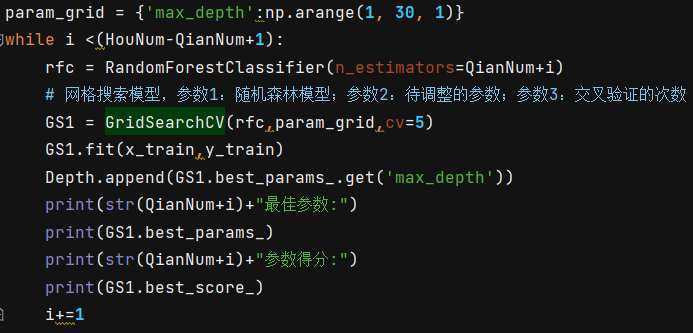 param_grid = {'max_depth':np.arange(1, 30, 1)}
while i <(HouNum-QianNum+1):
    rfc = RandomForestClassifier(n_estimators=QianNum+i)
    # 网格搜索模型，参数1：随机森林模型；参数2：待调整的参数；参数3：交叉验证的次数
    GS1 = GridSearchCV(rfc,param_grid,cv=5)
    GS1.fit(x_train,y_train)
    Depth.append(GS1.best_params_.get('max_depth'))
    print(str(QianNum+i)+"最佳参数:")
    print(GS1.best_params_)
    print(str(QianNum+i)+"参数得分:")
    print(GS1.best_score_)
    i+=1